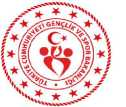 TÜRKİYE CUMHURİYETİ GENÇLİK VE SPOR BAKANLIĞI